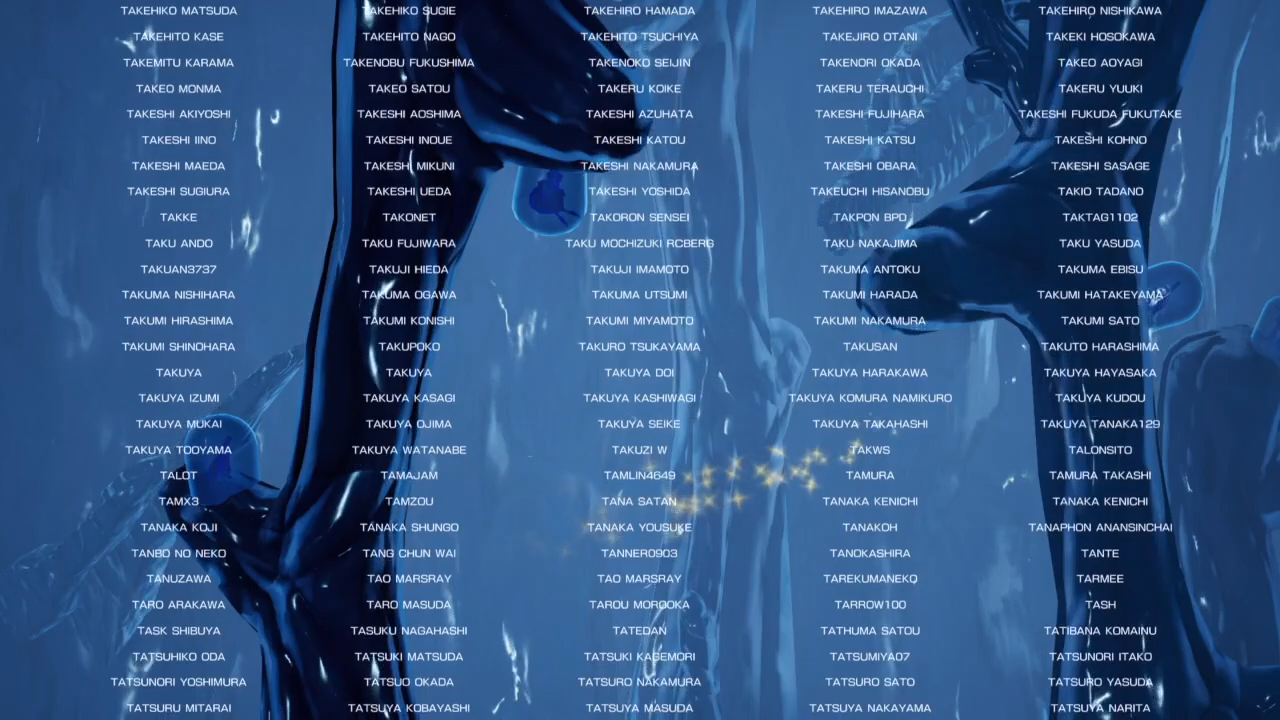 TAKEHIKO MATSUDA TAKEHIKO SUGIE TAKEHIRO HAMADA TAKEHIRO IMAZAWA TAKEHIRO NISHIKAWA
TAKEHITO KASE TAKEHITO NAGO TAKEHITO TSUCHIYA TAKEJIRO OTANI TAKEKI HOSOKAWA
TAKEMITU KARAMA TAKENOBU FUKUSHIMA TAKENOKO SEIJIN TAKENORI OKADA TAKEO AOYAGI
TAKEO MONMA TAKEO SATOU TAKERU KOIKE TAKERU TERAUCHI TAKERU YUUKI
TAKESHI AKIYOSHI TAKESHI AOSHIMA TAKESHI AZUHATA TAKESHI FUJIHARA TAKESHI FUKUDA FUKUTAKE
TAKESHI IINO TAKESHI INOUE TAKESHI KATOU TAKESHI KATSU TAKESHI KOHNO
TAKESHI MAEDA TAKESHI MIKUNI TAKESHI NAKAMURA TAKESHI OBARA TAKESHI SASAGE
TAKESHI SUGIURA TAKESHI UEDA TAKESHI YOSHIDA TAKEUCHI HISANOBU TAKIO TADANO
TAKKE TAKONET TAKORON SENSEI TAKPON BPD TAKTAG1102
TAKU ANDO TAKU FUJIWARA TAKU MOCHIZUKI RCBERG TAKU NAKAJIMA TAKU YASUDA
TAKUAN3737 TAKUJI HIEDA TAKUJI IMAMOTO TAKUMA ANTOKU TAKUMA EBISU
TAKUMA NISHIHARA TAKUMA OGAWA TAKUMA UTSUMI TAKUMI HARADA TAKUMI HATAKEYAMA
TAKUMI HIRASHIMA TAKUMI KONISHI TAKUMI MIYAMOTO TAKUMI NAKAMURA TAKUMI SATO
TAKUMI SHINOHARA TAKUPOKO TAKURO TSUKAYAMA TAKUSAN TAKUTO HARASHIMA
TAKUYA TAKUYA TAKUYA DOI TAKUYA HARAKAWA TAKUYA HAYASAKA
TAKUYA IZUMI TAKUYA KASAGI TAKUYA KASHIWAGI TAKUYA KOMURA NAMIKURO TAKUYA KUDOU
TAKUYA MUKAI TAKUYA OJIMA TAKUYA SEIKE TAKUYA TAKAHASHI TAKUYA TANAKA129
TAKUYA TOOYAMA TAKUYA WATANABE TAKUZI W TAKWS TALONSITO
TALOT TAMAJAM TAMLIN4649 TAMURA TAMURA TAKASHI
TAMX3 TAMZOU TANA SATAN TANAKA KENICHI TANAKA KENICHI
TANAKA KOJI TANAKA SHUNGO TANAKA YOUSUKE TANAKOH TANAPHON ANANSINCHAI
TANBO NO NEKO TANG CHUN WAI TANNER0903 TANOKASHIRA TANTE
TANUZAWA TAO MARSRAY TAO MARSRAY TAREKUMANEKO TARMEE
TARO ARAKAWA TARO MASUDA TAROU MOROOKA TARROW100 TASH
TASK SHIBUYA TASUKU NAGAHASHI TATEDAN TATHUMA SATOU TATIBANA KOMAINU
TATSUHIKO ODA TATSUKI MATSUDA TATSUKI KAGEMORI TATSUMIYA07 TATSUNORI ITAKO
TATSUNORI YOSHIMURA TATSUO OKADA TATSURO NAKAMURA TATSURO SATO TATSURO YASUDA
TATSURU MITARAI TATSUYA KOBAYASHI TATSUYA MASUDA TATSUYA NAKAYAMA TATSUYA NARITA